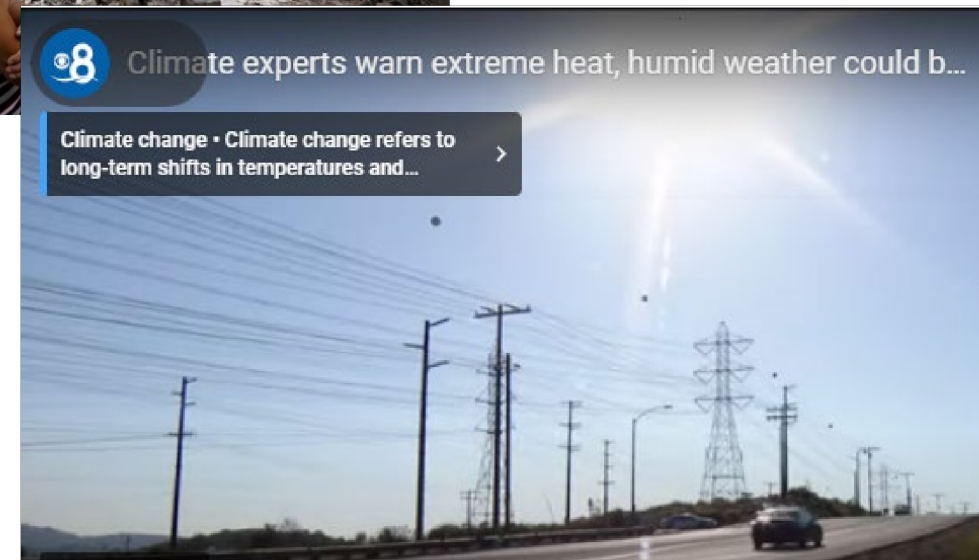 8
Climate experts warn extreme heat, humid weather could b...
Climate change • Climate change refers to
long-term shifts in temperatures and...